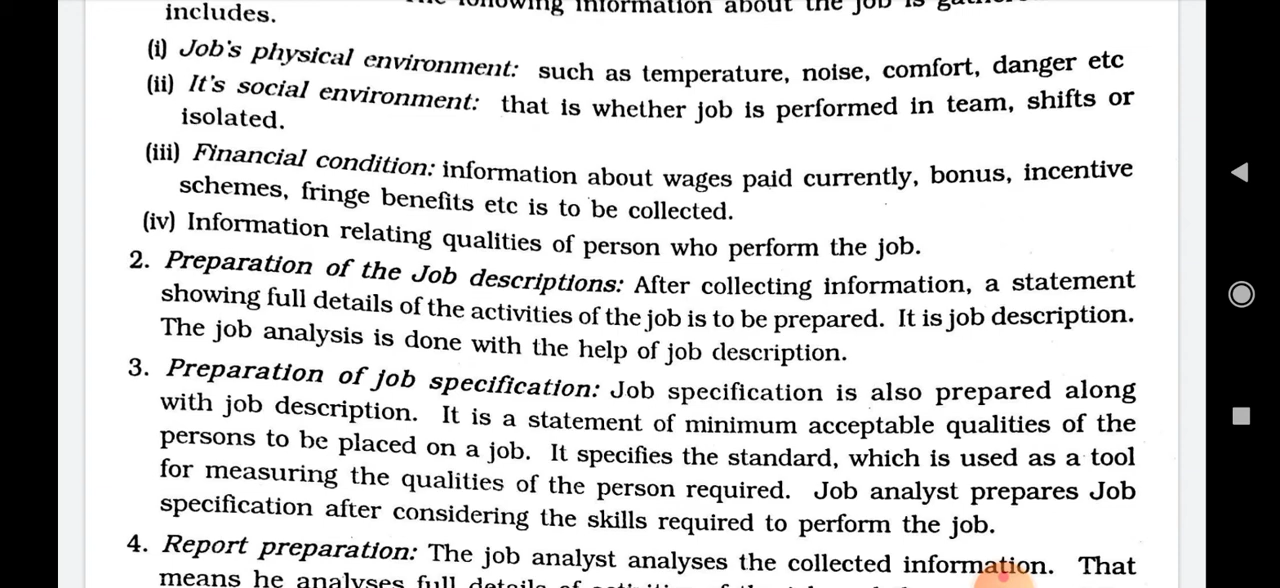 following information about the job is
includes.
(i) Job's physical environment: such as temperature, noise, comfort, danger etc
(ii) It's social environment: that is whether job is performed in team, shifts or
isolated.
(iii) Financial condition: information about wages paid currently, bonus, incentive
schemes, fringe benefits etc is to be collected.
(iv) Information relating qualities of person who perform the job.
2. Preparation of the Job descriptions: After collecting information, a statement
showing full details of the activities of the job is to be prepared. It is job description.
The job analysis is done with the help of job description.
3. Preparation of job specification: Job specification is also prepared along
with job description. It is a statement of minimum acceptable qualities of the
persons to be placed on a job. It specifies the standard, which is used as a tool
for measuring the qualities of the person required. Job analyst prepares Job
specification after considering the skills required to perform the job.
4. Report preparation: The job analyst analyses the collected information. That
means he analyses full details of